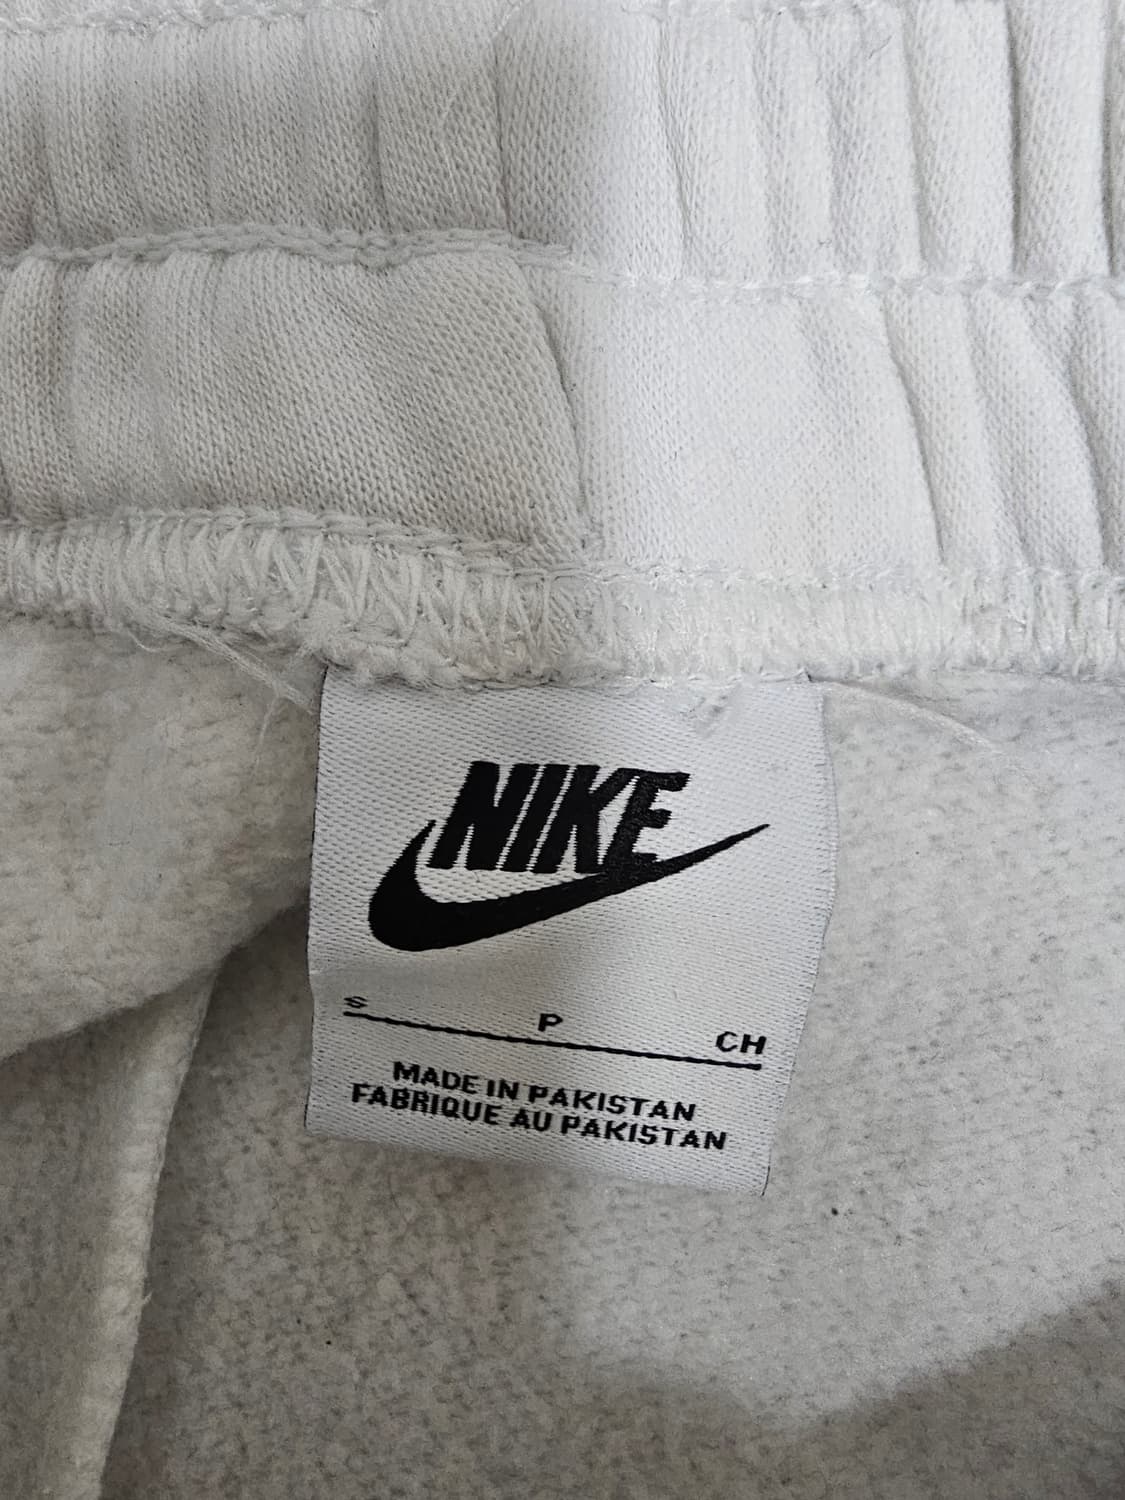 NIKE
S P CH
MADE IN PAKISTAN
FABRIQUE AU PAKISTAN